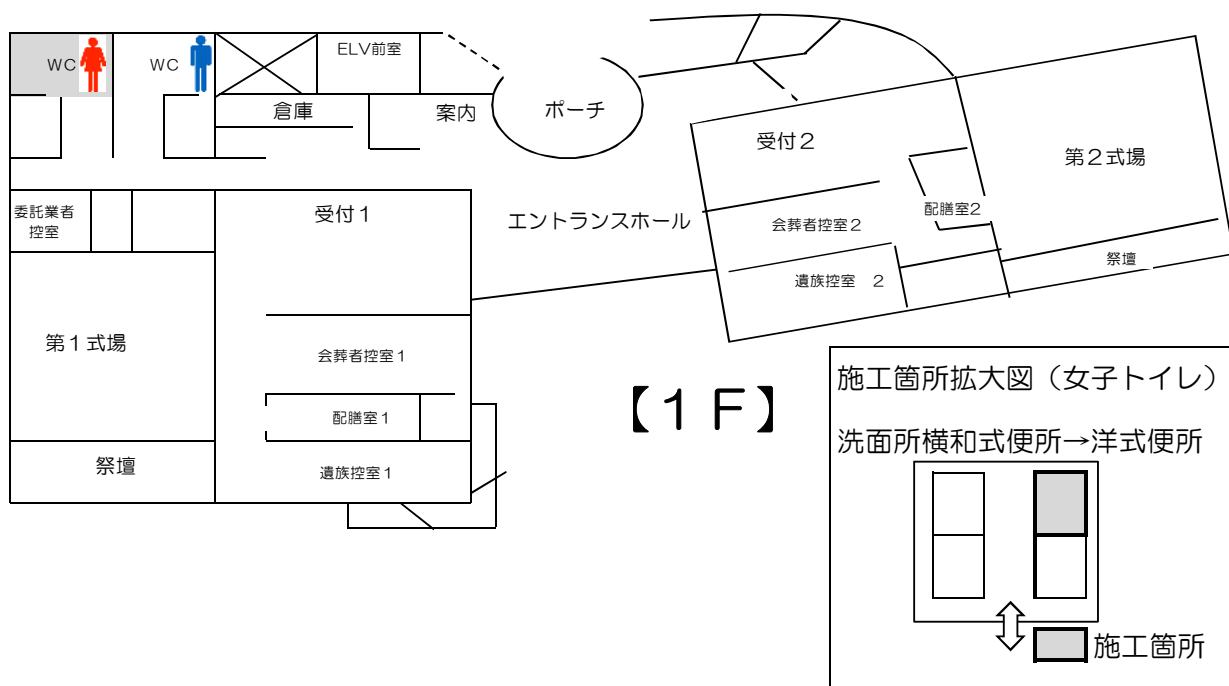 WC
WC
ELV前室
倉庫
案内
ポーチ
受付2
第2式場
委託業者
控室
受付1
エントランスホール
会葬者控室2
配膳室2
祭壇
遺族控室 2
第1式場
会葬者控室1
配膳室1
祭壇
遺族控室1
【1F】
施工箇所拡大図（女子トイレ）
洗面所横和式便所→洋式便所
施工箇所